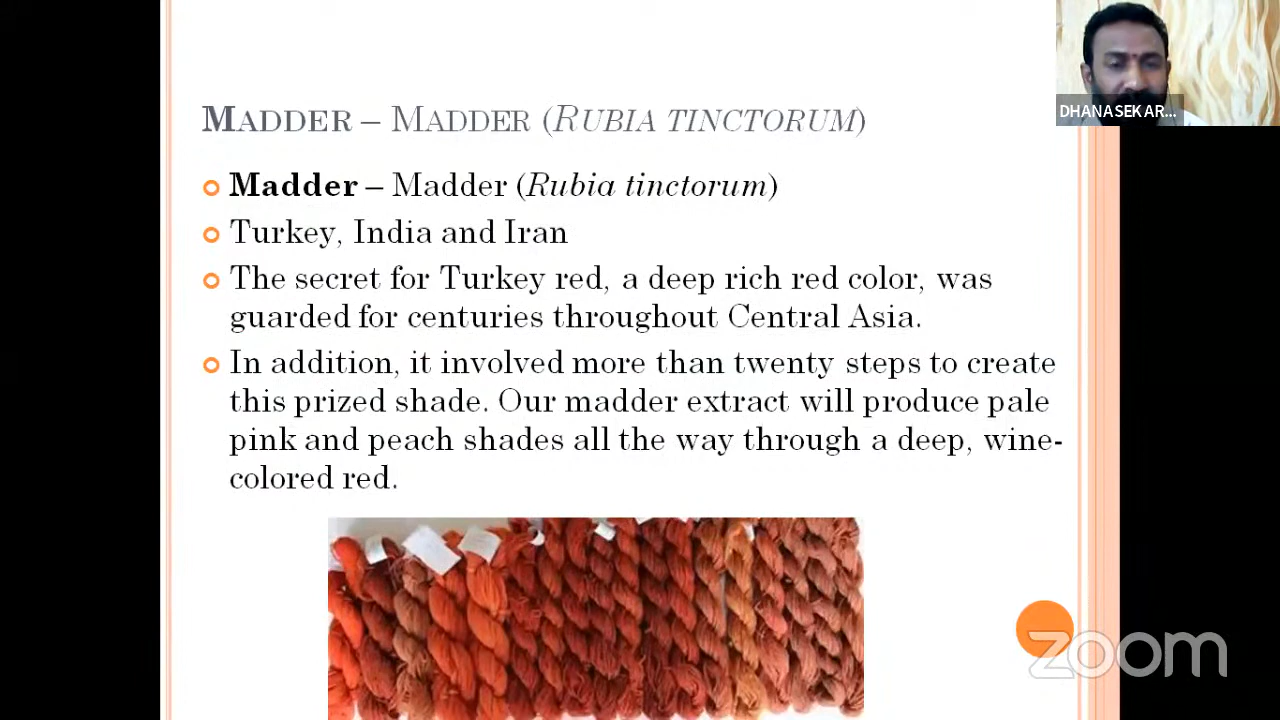 MADDER – MADDER (RUBIA TINCTORUM)
Madder – Madder (Rubia tinctorum)
Turkey, India and Iran
The secret for Turkey red, a deep rich red color, was
guarded for centuries throughout Central Asia.
In addition, it involved more than twenty steps to create
this prized shade. Our madder extract will produce pale
pink and peach shades all the way through a deep, wine-
colored red.
DHANASEKAR...
zoom